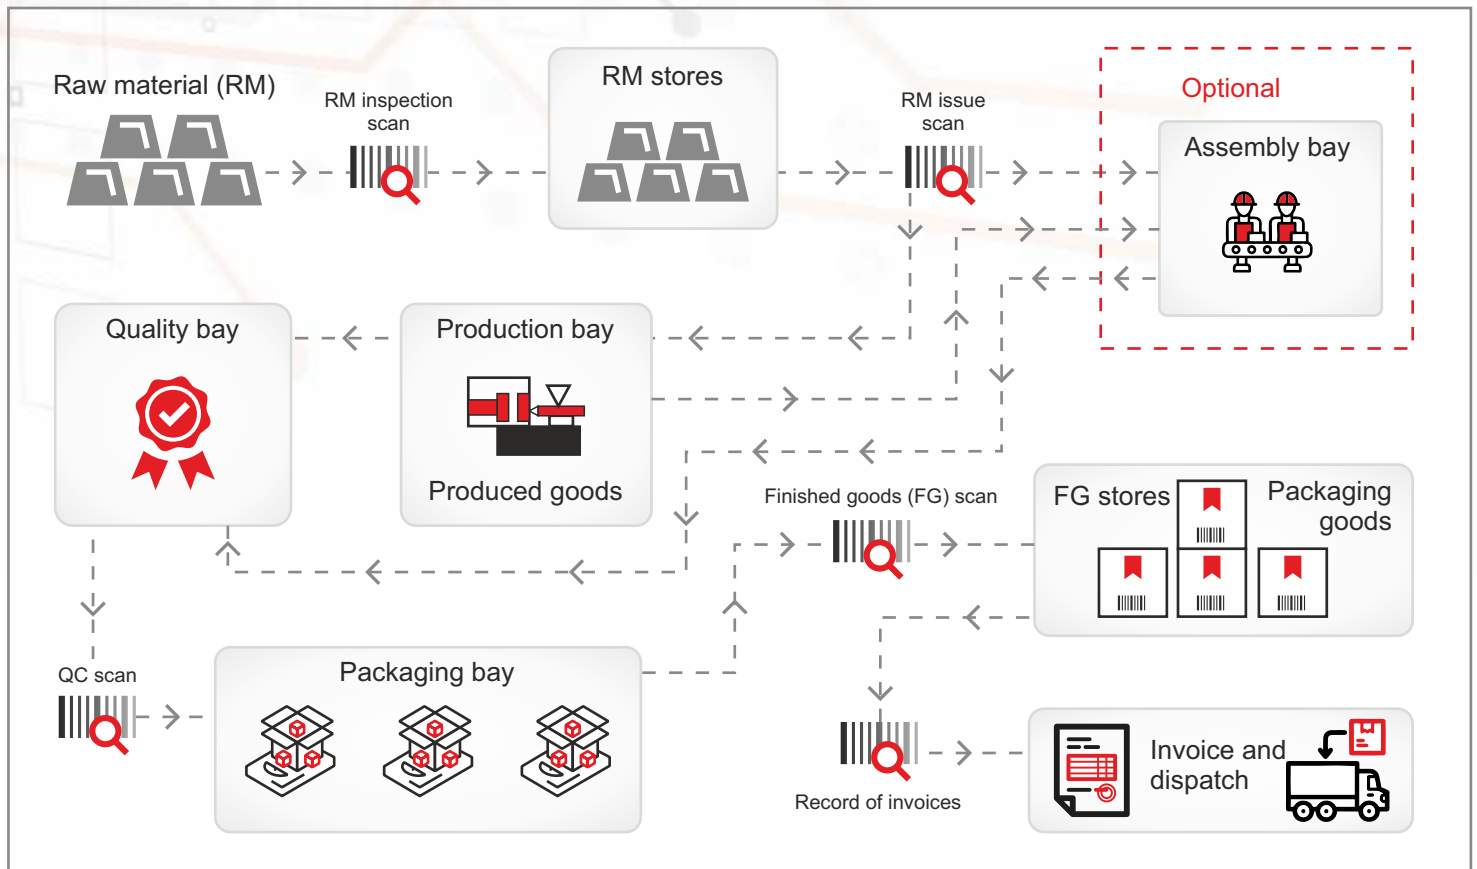 Raw material (RM)
RM inspection
scan
RM stores
RM issue
scan
Optional
Assembly bay
Quality bay
Production bay
Produced goods
Finished goods (FG) scan
FG stores
Packaging
goods
QC scan
Packaging bay
Record of invoices
Invoice and
dispatch